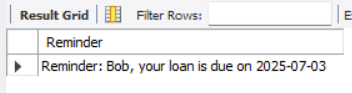 Result Grid Filter Rows: E
Reminder
Reminder: Bob, your loan is due on 2025-07-03